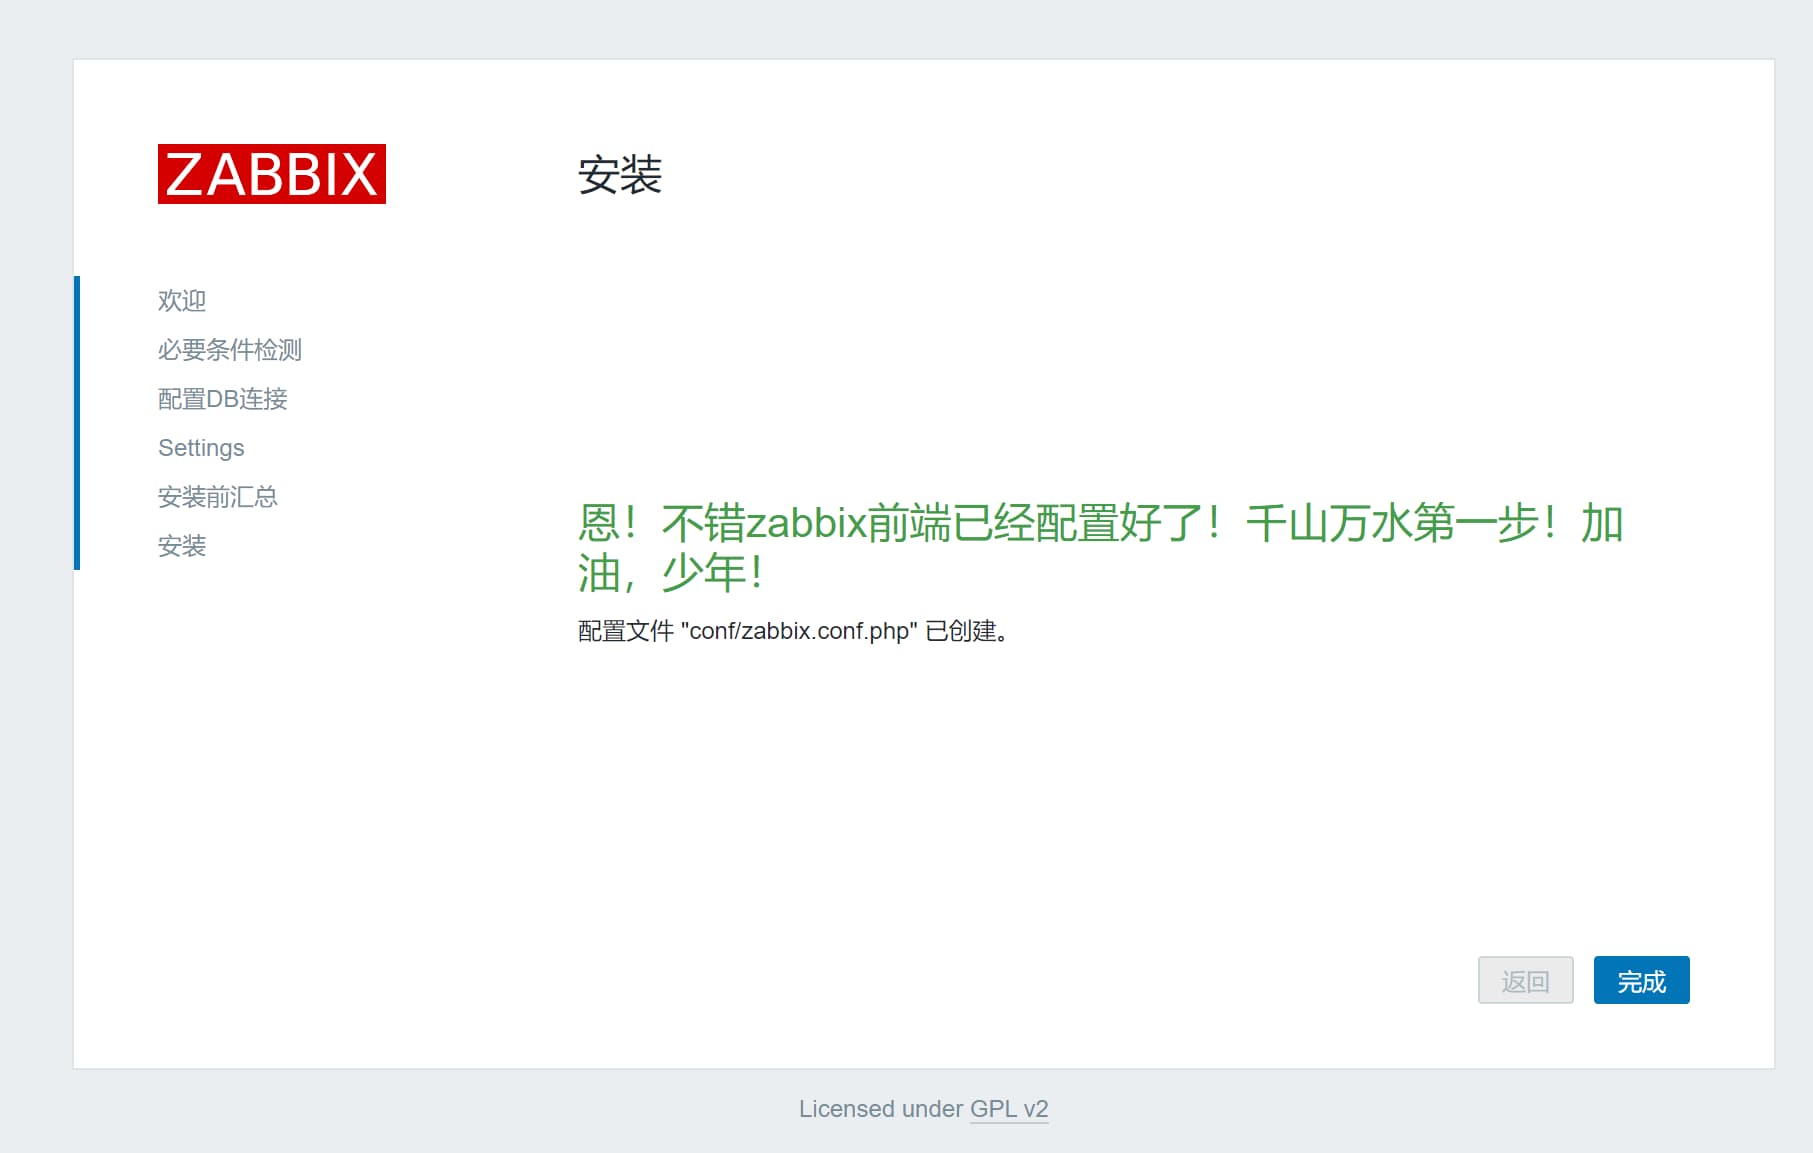 ZABBIX
安装
欢迎
必要条件检测
配置DB连接
Settings
安装前汇总
安装
恩！不错zabbix前端已经配置好了！千山万水第一步！加
油，少年！
配置文件 "conf/zabbix.conf.php" 已创建。
返回
完成
Licensed under GPL v2